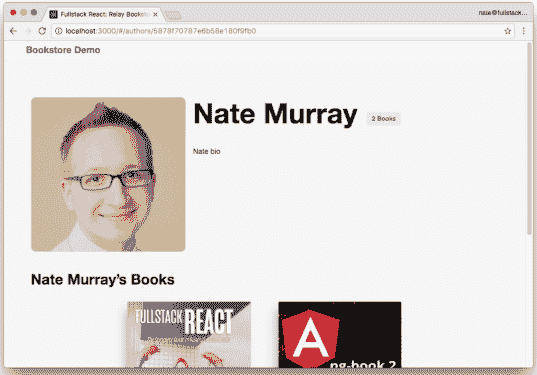 Fullstack React: Relay Bookst
nate@fullstack...
localhost:3000/#/authors/5878f70787e6b58e180f9fb0
Bookstore Demo
Nate Murray
2 Books
Nate bio
Nate Murray's Books
FULLSTACK
REACT
A
ng-book 2